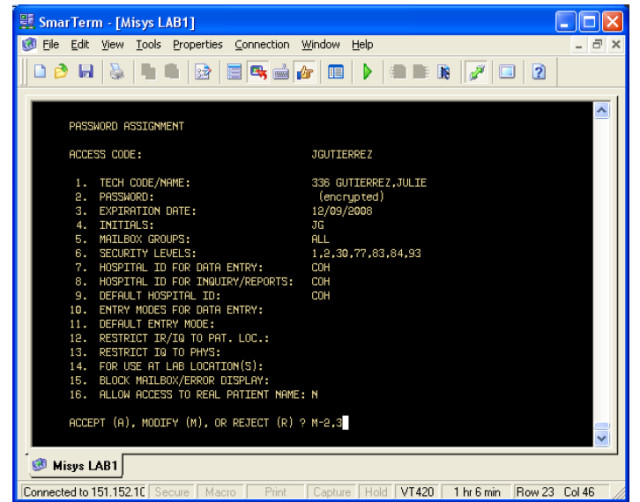 SmarTerm - [Misys LAB1]
File Edit View Tools Properties Connection Window Help
PASSWORD ASSIGNMENT
ACCESS CODE: JGUTIERREZ
1. TECH CODE/NAME: 336 GUTIERREZ,JULIE
2. PASSWORD: (encrypted)
3. EXPIRATION DATE: 12/09/2008
4. INITIALS: JG
5. MAILBOX GROUPS: ALL
6. SECURITY LEVELS: 1,2,30,77,83,84,93
7. HOSPITAL ID FOR DATA ENTRY: COH
8. HOSPITAL ID FOR INQUIRY/REPORTS: COH
9. DEFAULT HOSPITAL ID: COH
10. ENTRY MODES FOR DATA ENTRY:
11. DEFAULT ENTRY MODE:
12. RESTRICT IR/IQ TO PAT. LOC.:
13. RESTRICT IQ TO PHYS:
14. FOR USE AT LAB LOCATION(S):
15. BLOCK MAILBOX/ERROR DISPLAY:
16. ALLOW ACCESS TO REAL PATIENT NAME: N
ACCEPT (A), MODIFY (M), OR REJECT (R) ? M-2,3
Misys LAB1
Connected to 151.152.1 Secure Macro Print Capture Hold VT420 1 hr 6 min Row 23 Col 46